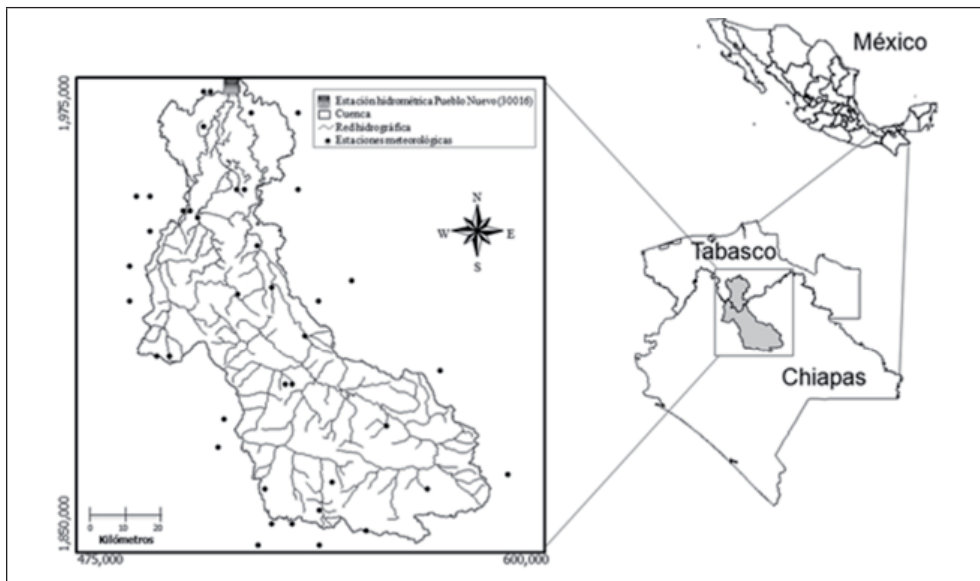 México
1,975,000
Estación hidrométrica Pueblo Nuevo (30016)
Cuenca
Red hidrográfica
Estaciones meteorológicas
N
W E
S
Tabasco
Chiapas
0 10 20
Kilómetros
1,850,000
475,000 600,000